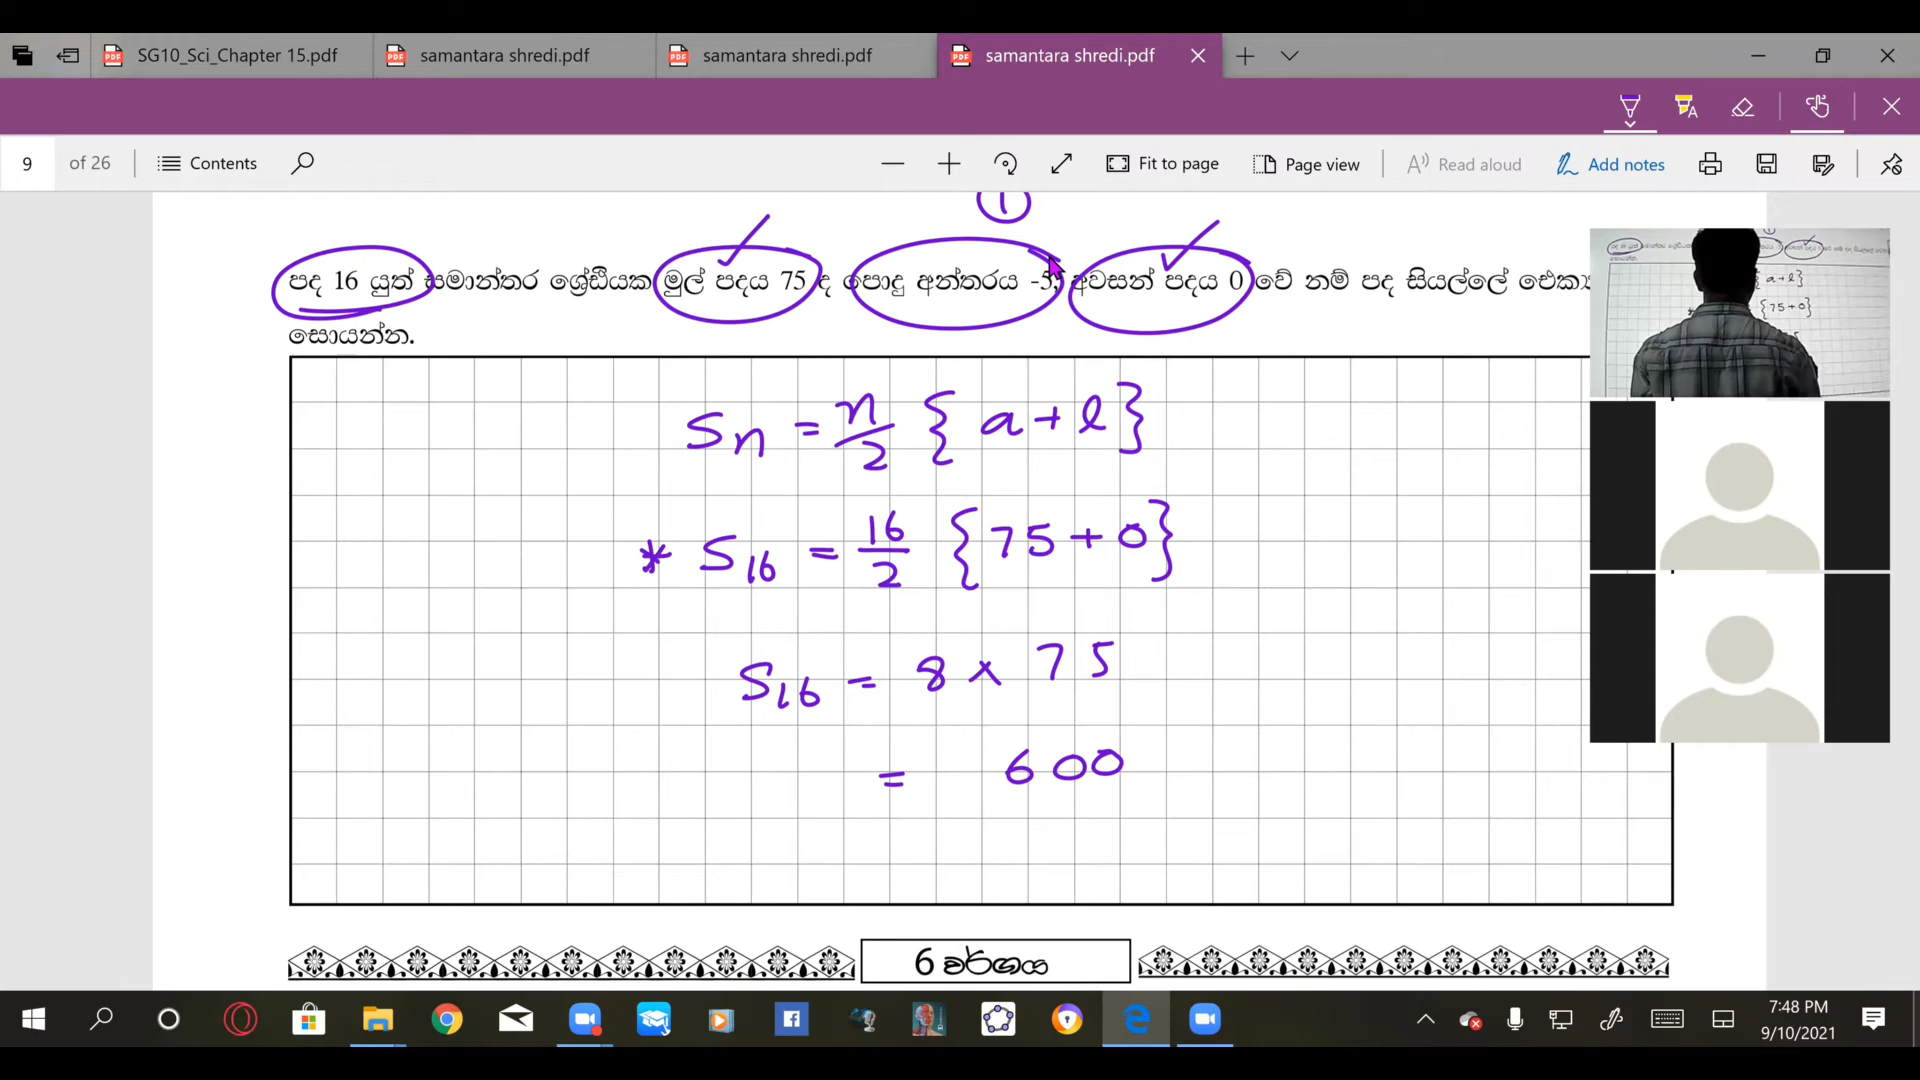 SG10_Sci_Chapter 15.pdf
samantara shredi.pdf
samantara shredi.pdf
samantara shredi.pdf
9 of 26
Contents
Fit to page
Page view
Read aloud
Add notes
1
පද 16 යුත් සමාන්තර ශ්‍රේඪියක මුල් පදය 75 ද පොදු අන්තරය -5, අවසන් පදය 0 වේ නම් පද සියල්ලේ ඓක්‍ය
සොයන්න.
Sn = n/2 { a + l }
* S16 = 16/2 { 75 + 0 }
S16 = 8 × 75
= 600
6 වර්ගය
7:48 PM
9/10/2021